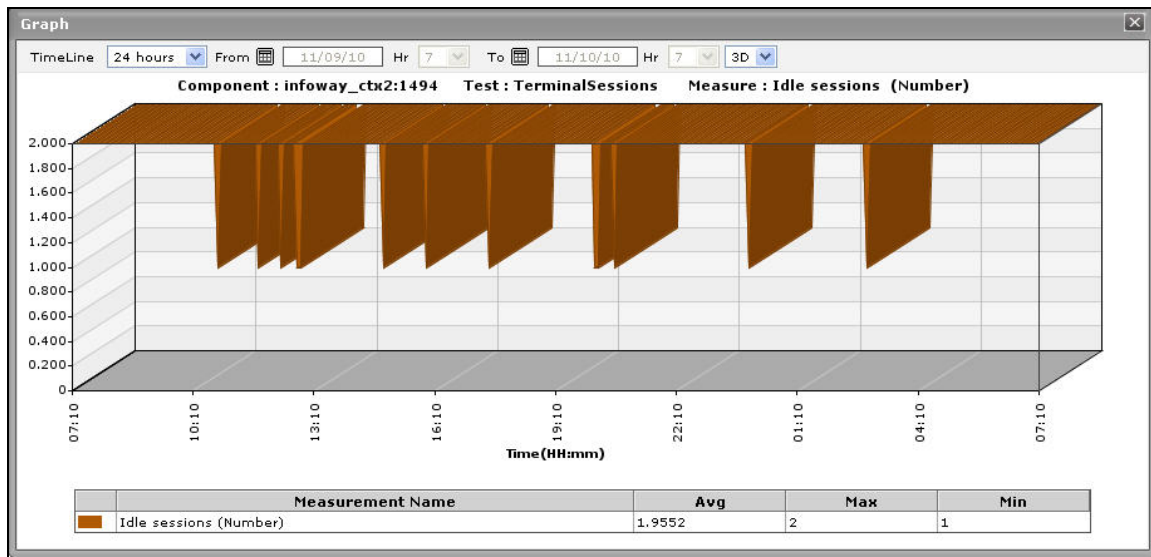 Graph
TimeLine 24 hours From 11/09/10 Hr 7 To 11/10/10 Hr 7 3D
Component : infoway_ctx2:1494 Test : TerminalSessions Measure : Idle sessions (Number)
2.000
1.800
1.600
1.400
1.200
1.000
0.800
0.600
0.400
0.200
0
07:10 10:10 13:10 16:10 19:10 22:10 01:10 04:10 07:10
Time(HH:mm)
Measurement Name Avg Max Min
Idle sessions (Number) 1.9552 2 1